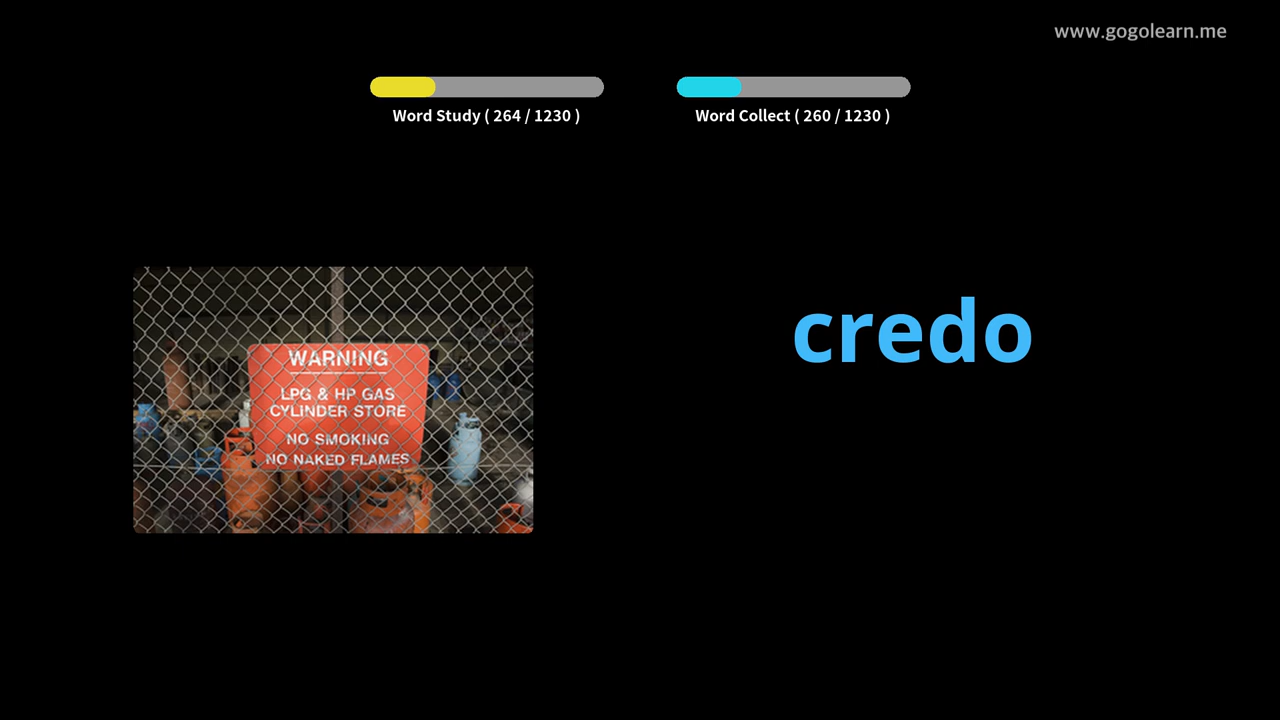 www.gogolearn.me
Word Study ( 264 / 1230 )
Word Collect ( 260 / 1230 )
credo
WARNING
LPG & HP GAS
CYLINDER STORE
NO SMOKING
NO NAKED FLAMES